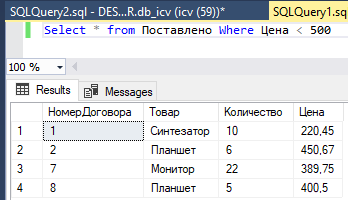 SQLQuery2.sql - DES...R.db_icv (icv (59))*
SQLQuery1.sq
Select * from Поставлено Where Цена < 500
100 %
Results Messages
НомерДоговора Товар Количество Цена
1 1 Синтезатор 10 220,45
2 2 Планшет 6 450,67
3 7 Монитор 22 389,75
4 8 Планшет 5 400,5